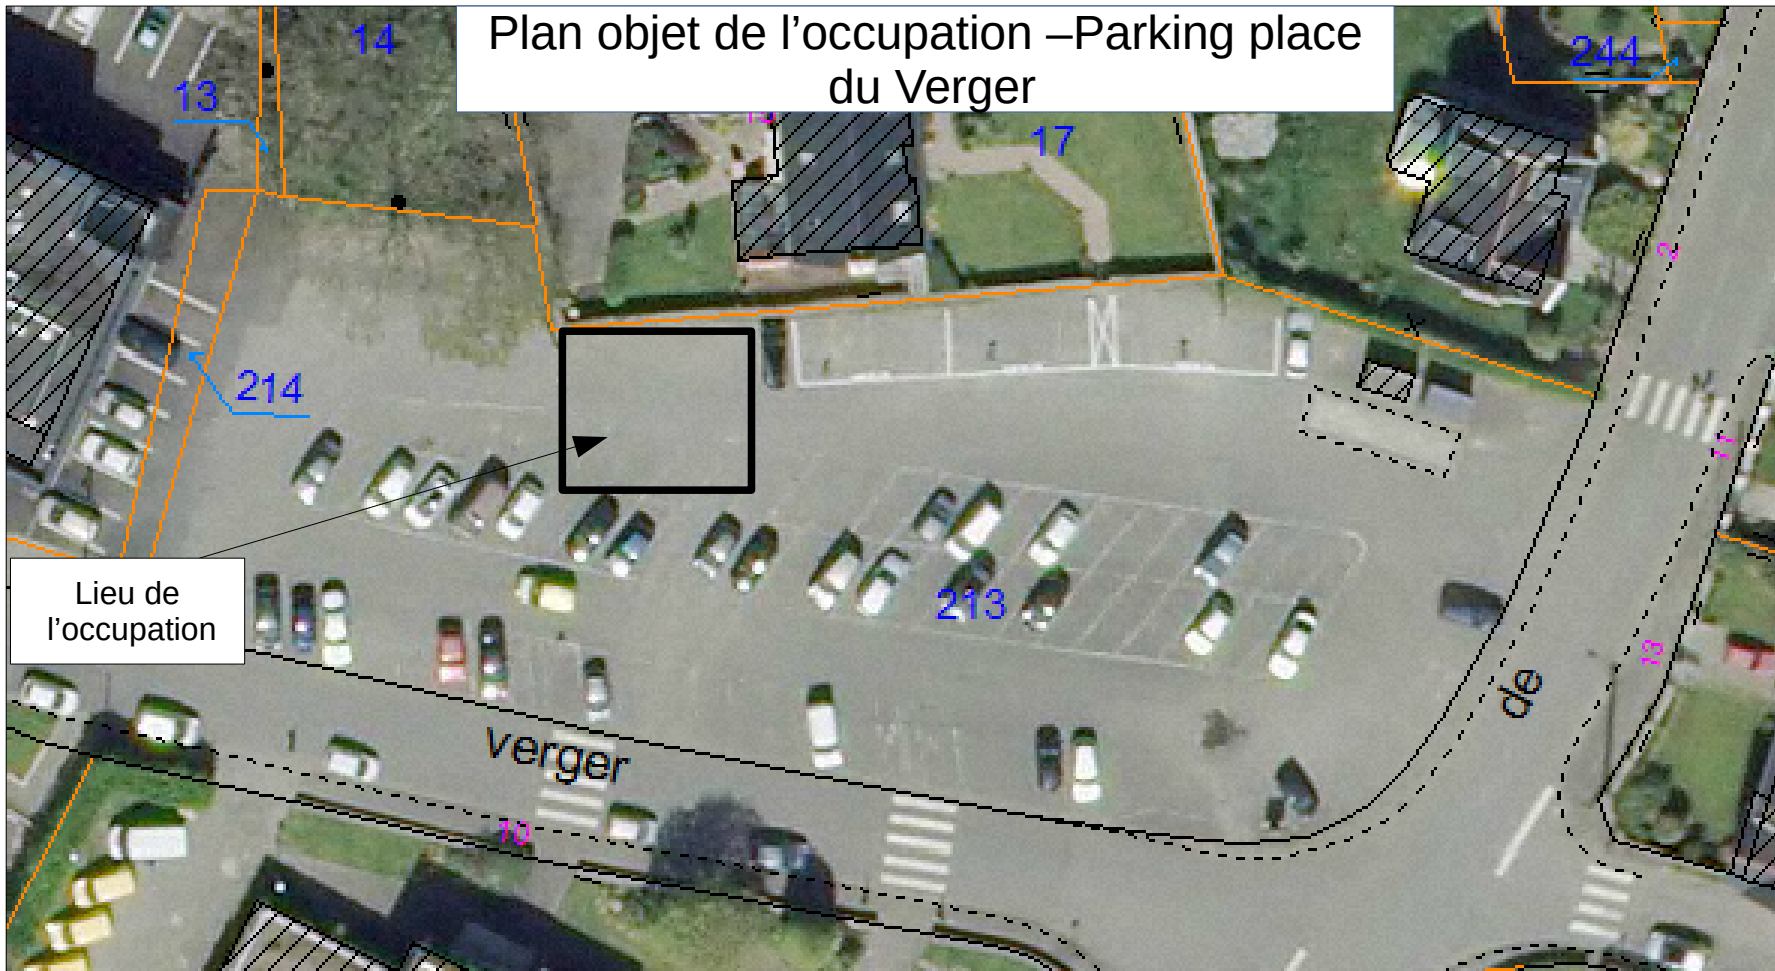 Plan objet de l’occupation –Parking place
du Verger
14
13
244
17
2
214
11
Lieu de
l’occupation
213
13
de
verger
10